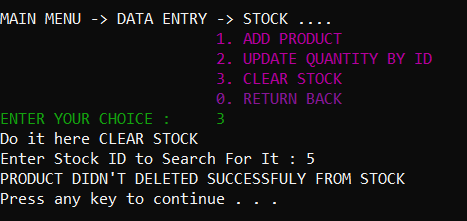 MAIN MENU -> DATA ENTRY -> STOCK ....
1. ADD PRODUCT
2. UPDATE QUANTITY BY ID
3. CLEAR STOCK
0. RETURN BACK
ENTER YOUR CHOICE : 3
Do it here CLEAR STOCK
Enter Stock ID to Search For It : 5
PRODUCT DIDN'T DELETED SUCCESSFULY FROM STOCK
Press any key to continue . . .